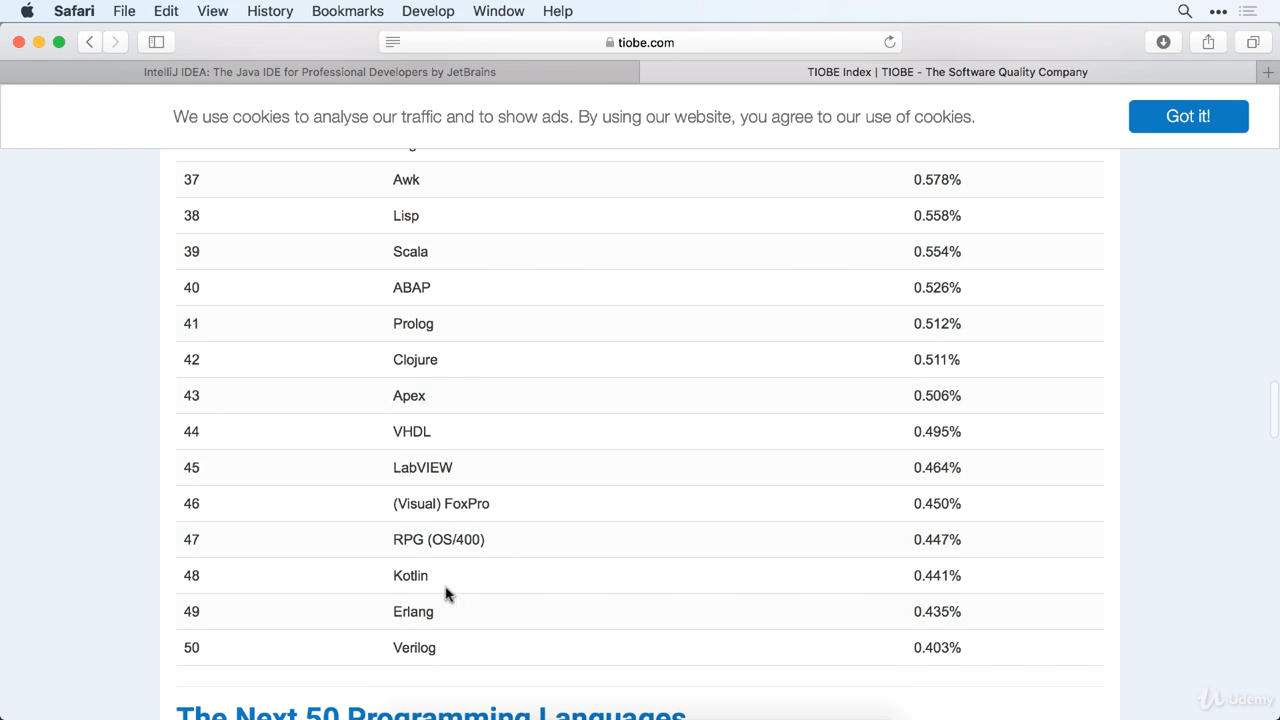 Safari File Edit View History Bookmarks Develop Window Help
tiobe.com
IntelliJ IDEA: The Java IDE for Professional Developers by JetBrains
TIOBE Index | TIOBE - The Software Quality Company
We use cookies to analyse our traffic and to show ads. By using our website, you agree to our use of cookies.
Got it!
37 Awk 0.578%
38 Lisp 0.558%
39 Scala 0.554%
40 ABAP 0.526%
41 Prolog 0.512%
42 Clojure 0.511%
43 Apex 0.506%
44 VHDL 0.495%
45 LabVIEW 0.464%
46 (Visual) FoxPro 0.450%
47 RPG (OS/400) 0.447%
48 Kotlin 0.441%
49 Erlang 0.435%
50 Verilog 0.403%
The Next 50 Programming Languages
Udemy